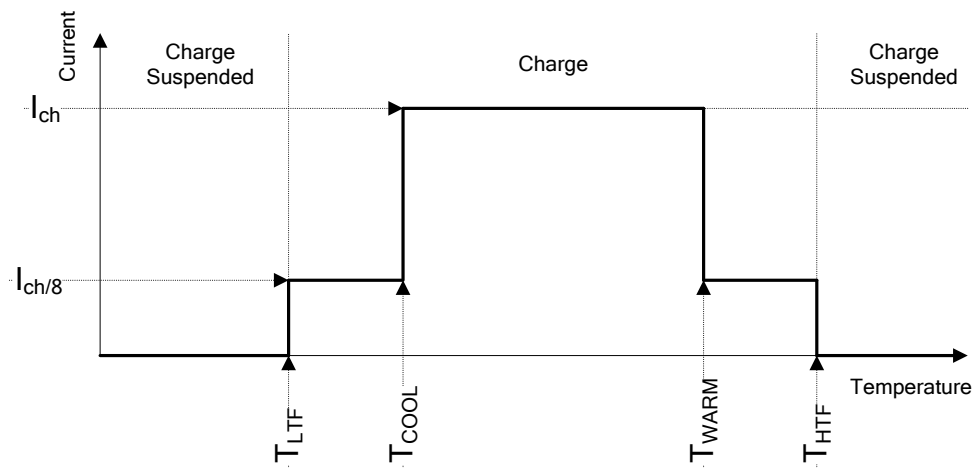 Current
Charge
Suspended
Charge
Charge
Suspended
Ich
Ich/8
Temperature
TLTF
TCOOL
TWARM
THTF